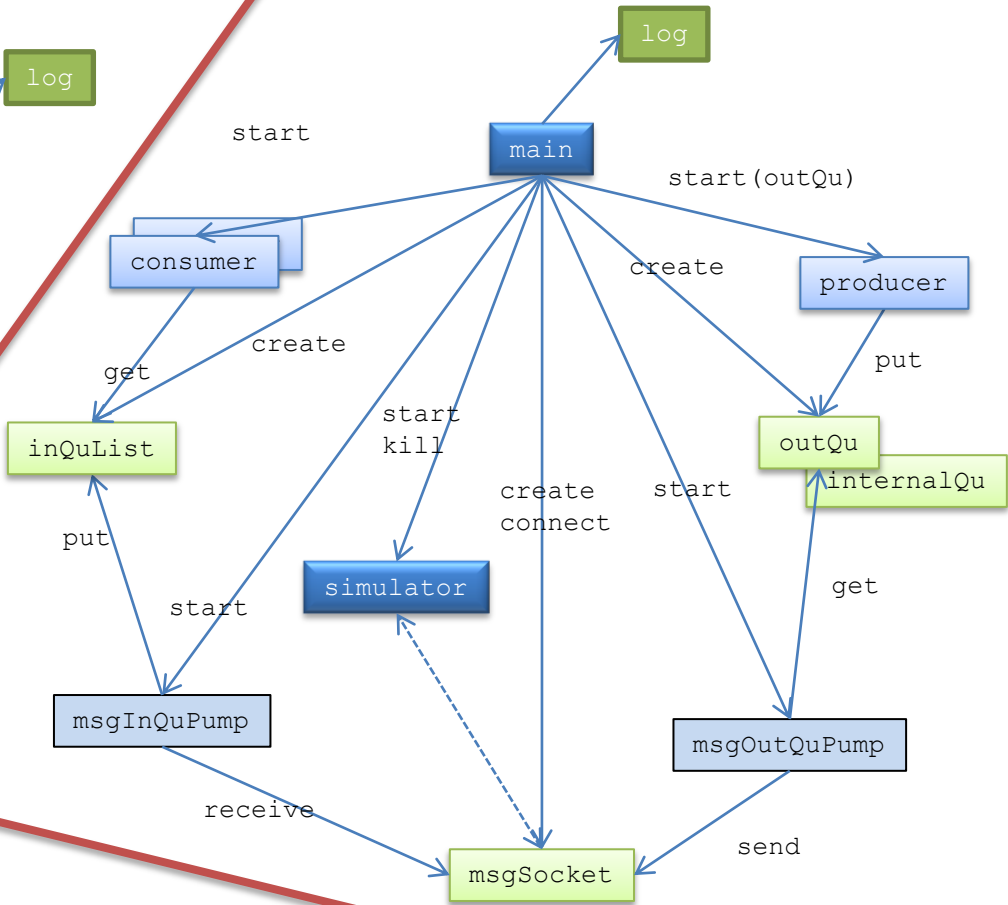 log
log
start
main
start(outQu)
consumer
create
producer
create
get
put
start
kill
inQuList
outQu
internalQu
create
connect
start
put
simulator
get
start
msgInQuPump
msgOutQuPump
receive
send
msgSocket